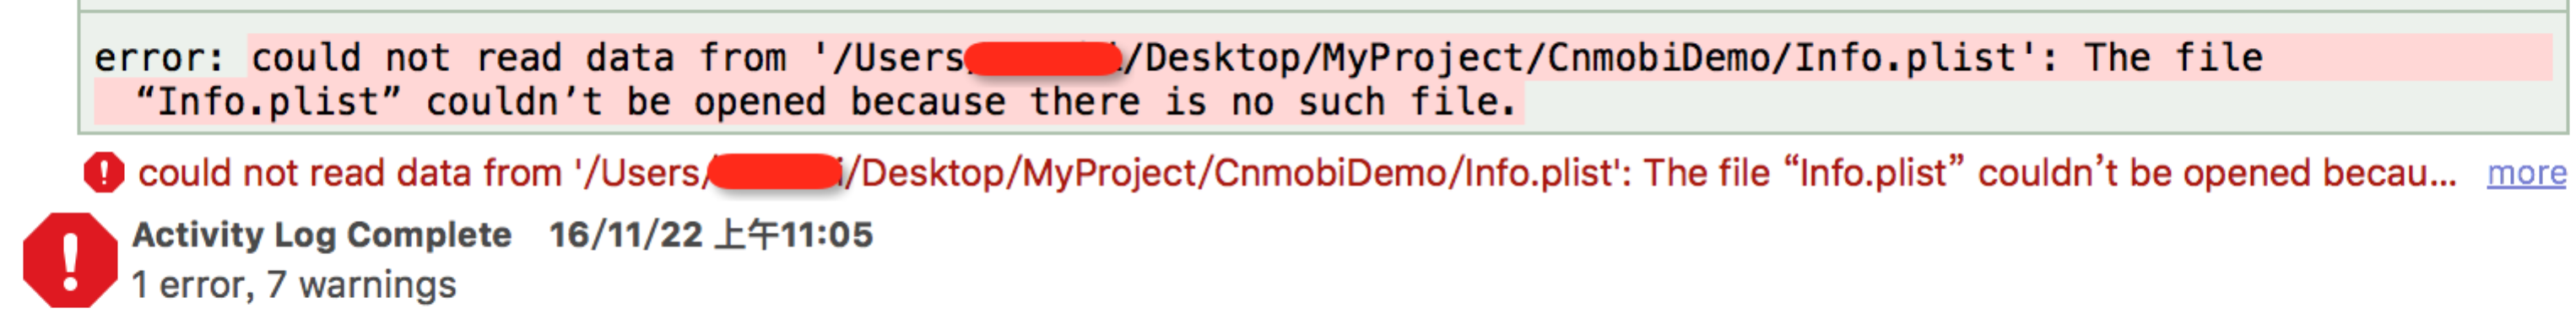 error: could not read data from '/Users/Desktop/MyProject/CnmobiDemo/Info.plist': The file
“Info.plist” couldn’t be opened because there is no such file.
could not read data from '/Users/i/Desktop/MyProject/CnmobiDemo/Info.plist': The file “Info.plist” couldn’t be opened becau... more
Activity Log Complete 16/11/22 上午11:05
1 error, 7 warnings